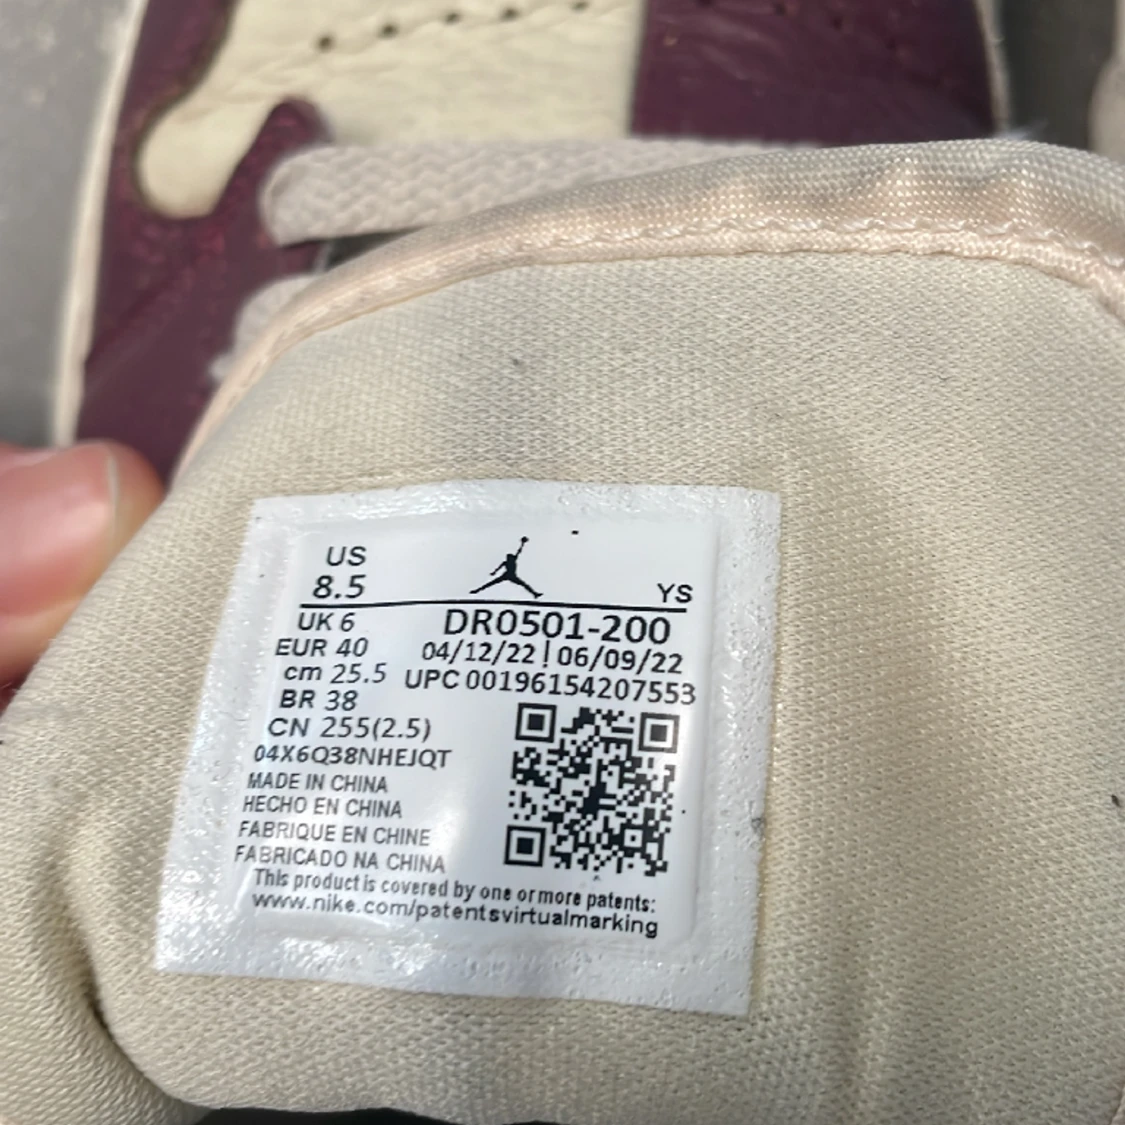 US
8.5
YS
UK 6
DR0501-200
EUR 40
04/12/22 | 06/09/22
cm 25.5
UPC 00196154207553
BR 38
CN 255(2.5)
04X6Q38NHEJQT
MADE IN CHINA
HECHO EN CHINA
FABRIQUE EN CHINE
FABRICADO NA CHINA
This product is covered by one or more patents:
www.nike.com/patentsvirtualmarking